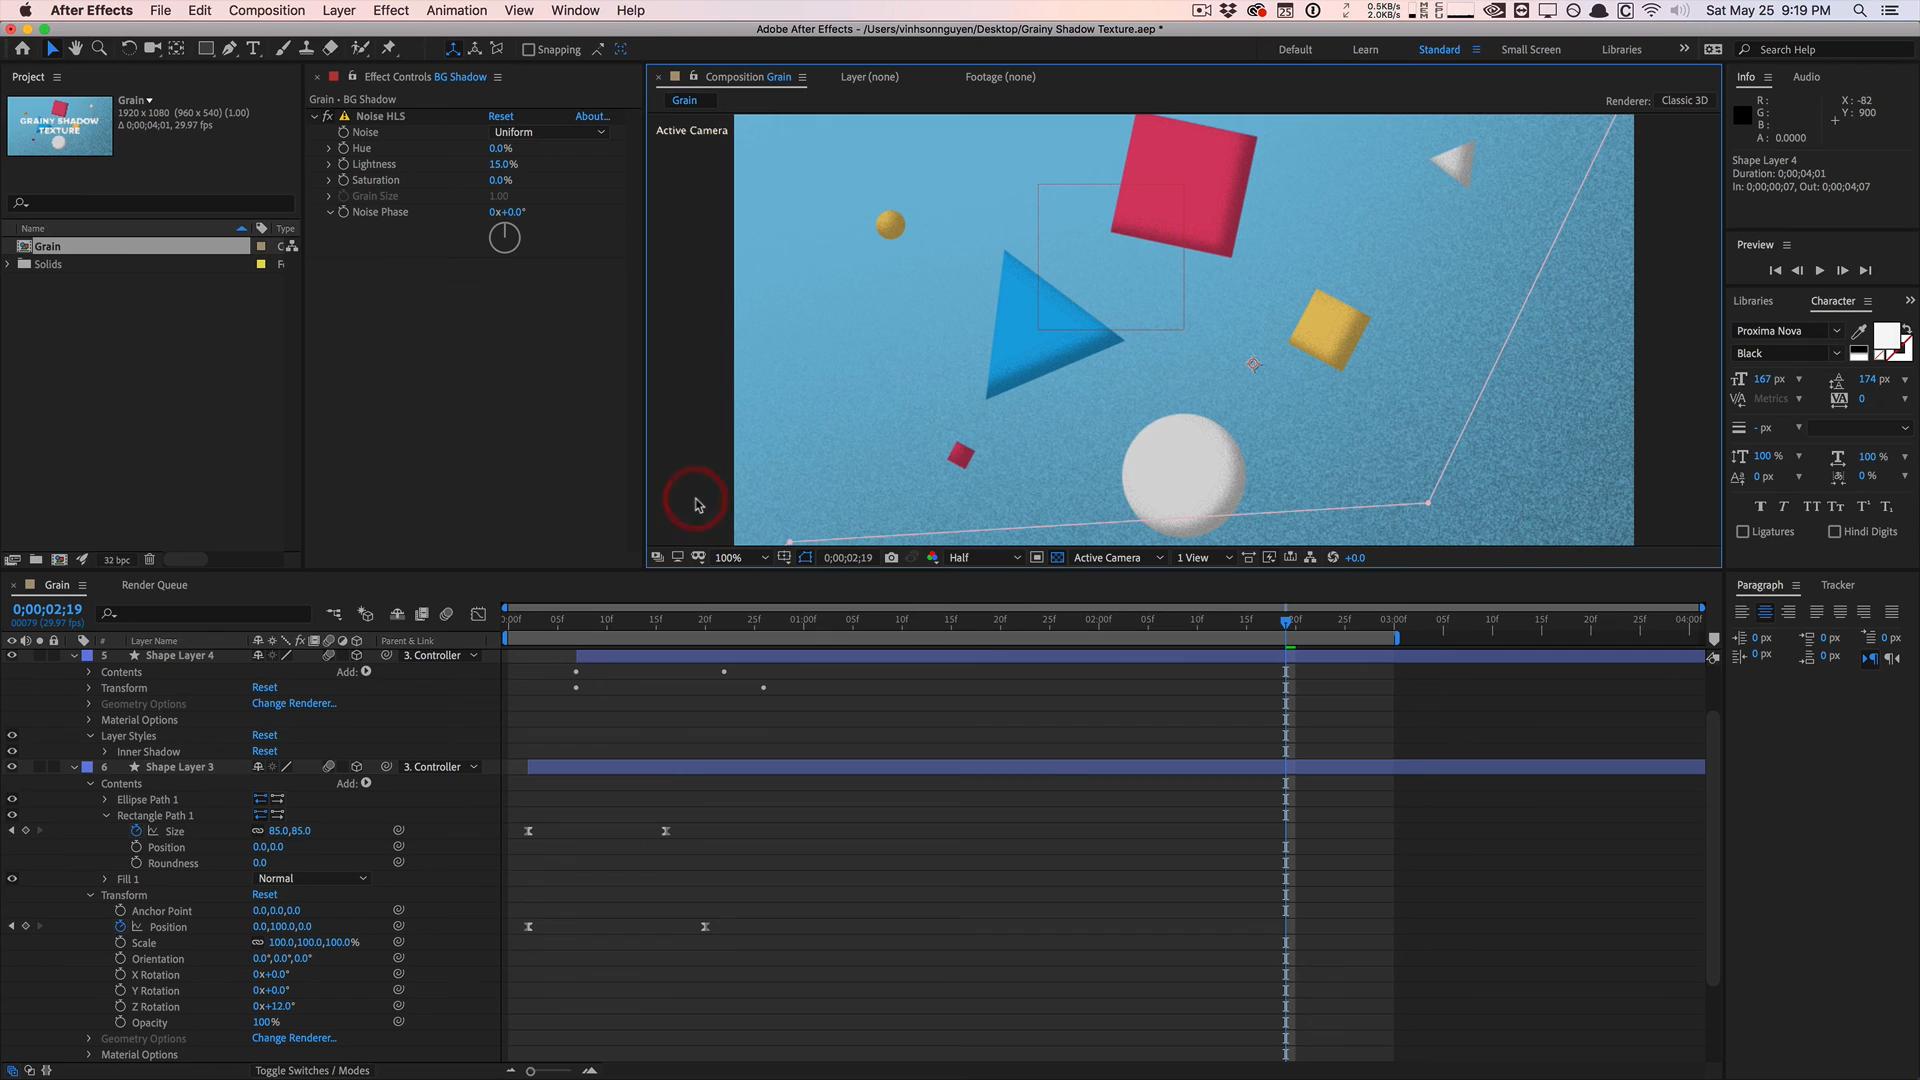 After Effects File Edit Composition Layer Effect Animation View Window Help
0.5KB/s
2.0KB/s
Sat May 25 9:19 PM
Adobe After Effects - /Users/vinhsonnguyen/Desktop/Grainy Shadow Texture.aep *
Snapping
Default Learn Standard Small Screen Libraries
Search Help
Project
Effect Controls BG Shadow
Composition Grain
Layer (none)
Footage (none)
Info Audio
Grain
1920 x 1080 (960 x 540) (1.00)
Δ 0;00;04;01, 29.97 fps
GRAINY SHADOW
TEXTURE
Grain • BG Shadow
fx Noise HLS Reset About...
Noise Uniform
Hue 0.0%
Lightness 15.0%
Saturation 0.0%
Grain Size 1.00
Noise Phase 0x+0.0°
Grain
Renderer: Classic 3D
Active Camera
R:
G:
B:
A: 0.0000
X: -82
Y: 900
Shape Layer 4
Duration: 0;00;04;01
In: 0;00;00;07, Out: 0;00;04;07
Name Type
Grain
Solids
Preview
Libraries Character
Proxima Nova
Black
167 px 174 px
Metrics 0
- px
100 % 100 %
0 px 0 %
Ligatures Hindi Digits
32 bpc
100% 0;00;02;19 Half Active Camera 1 View +0.0
Grain Render Queue
0;00;02;19
00079 (29.97 fps)
# Layer Name Parent & Link
5 Shape Layer 4 3. Controller
Contents Add:
Transform Reset
Geometry Options Change Renderer...
Material Options
Layer Styles Reset
Inner Shadow Reset
6 Shape Layer 3 3. Controller
Contents Add:
Ellipse Path 1
Rectangle Path 1
Size 85.0,85.0
Position 0.0,0.0
Roundness 0.0
Fill 1 Normal
Transform Reset
Anchor Point 0.0,0.0,0.0
Position 0.0,100.0,0.0
Scale 100.0,100.0,100.0%
Orientation 0.0°,0.0°,0.0°
X Rotation 0x+0.0°
Y Rotation 0x+0.0°
Z Rotation 0x+12.0°
Opacity 100%
Geometry Options Change Renderer...
Material Options
Toggle Switches / Modes
:00f 05f 10f 15f 20f 25f 01:00f 05f 10f 15f 20f 25f 02:00f 05f 10f 15f 20f 25f 03:00f 05f 10f 15f 20f 25f 04:00f
Paragraph Tracker
0 px 0 px 0 px
0 px 0 px